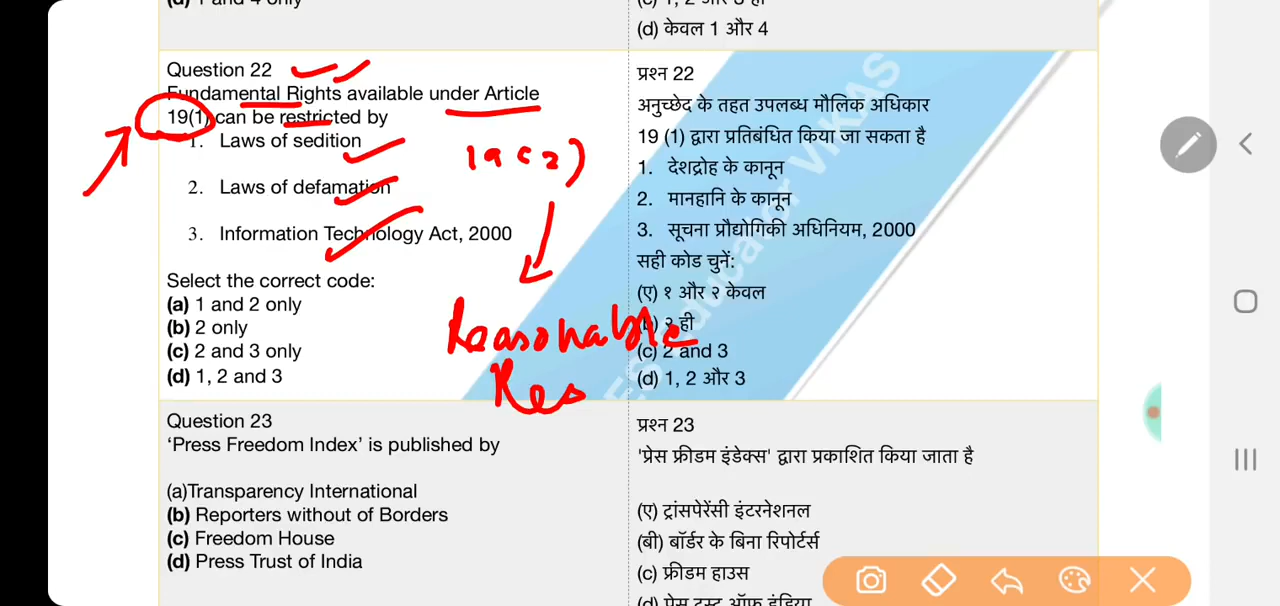 (d) 1 and 4 only
Question 22
Fundamental Rights available under Article
19(1) can be restricted by
1. Laws of sedition
2. Laws of defamation
3. Information Technology Act, 2000
Select the correct code:
(a) 1 and 2 only
(b) 2 only
(c) 2 and 3 only
(d) 1, 2 and 3
19(2)
Reasonable
Res
(c) 1, 2 और 3 ही
(d) केवल 1 और 4
प्रश्न 22
अनुच्छेद के तहत उपलब्ध मौलिक अधिकार
19 (1) द्वारा प्रतिबंधित किया जा सकता है
1. देशद्रोह के कानून
2. मानहानि के कानून
3. सूचना प्रौद्योगिकी अधिनियम, 2000
सही कोड चुनें:
(ए) १ और २ केवल
(b) २ ही
(c) 2 and 3
(d) 1, 2 और 3
Question 23
‘Press Freedom Index’ is published by
(a)Transparency International
(b) Reporters without of Borders
(c) Freedom House
(d) Press Trust of India
प्रश्न 23
'प्रेस फ्रीडम इंडेक्स' द्वारा प्रकाशित किया जाता है
(ए) ट्रांसपेरेंसी इंटरनेशनल
(बी) बॉर्डर के बिना रिपोर्टर्स
(c) फ्रीडम हाउस
(d) प्रेस ट्रस्ट ऑफ इंडिया
Educator VIKAS